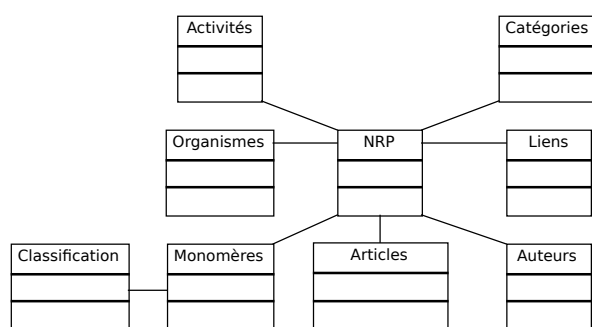 Activités
Catégories
Organismes
NRP
Liens
Classification
Monomères
Articles
Auteurs